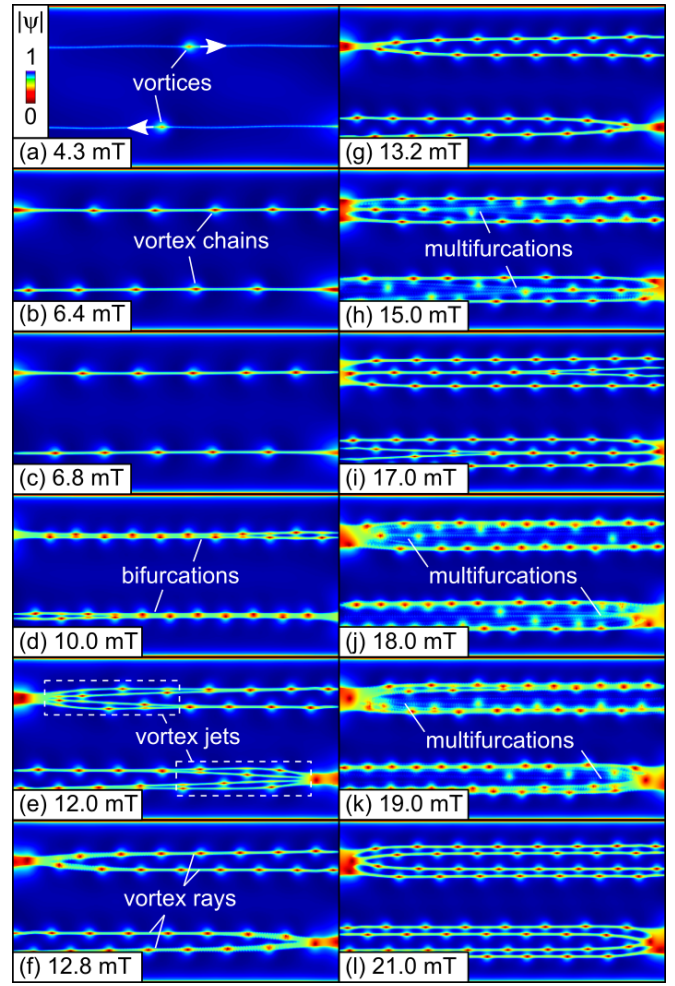 |ψ|
1
0
vortices
(a) 4.3 mT
vortex chains
(b) 6.4 mT
(c) 6.8 mT
bifurcations
(d) 10.0 mT
vortex jets
(e) 12.0 mT
vortex rays
(f) 12.8 mT
(g) 13.2 mT
multifurcations
(h) 15.0 mT
(i) 17.0 mT
multifurcations
(j) 18.0 mT
multifurcations
(k) 19.0 mT
(l) 21.0 mT